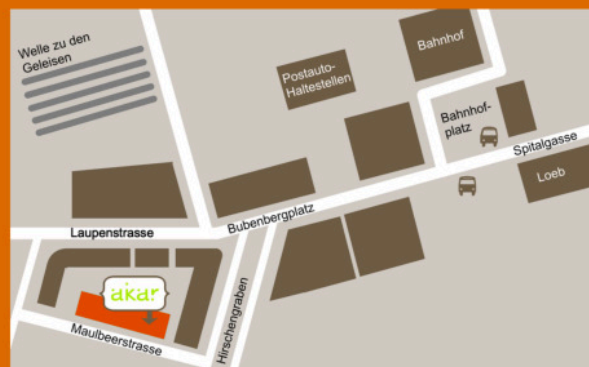 Welle zu den
Geleisen
Bahnhof
Postauto-
Haltestellen
Bahnhof-
platz
Spitalgasse
Loeb
Bubenbergplatz
Laupenstrasse
akar
Hirschengraben
Maulbeerstrasse